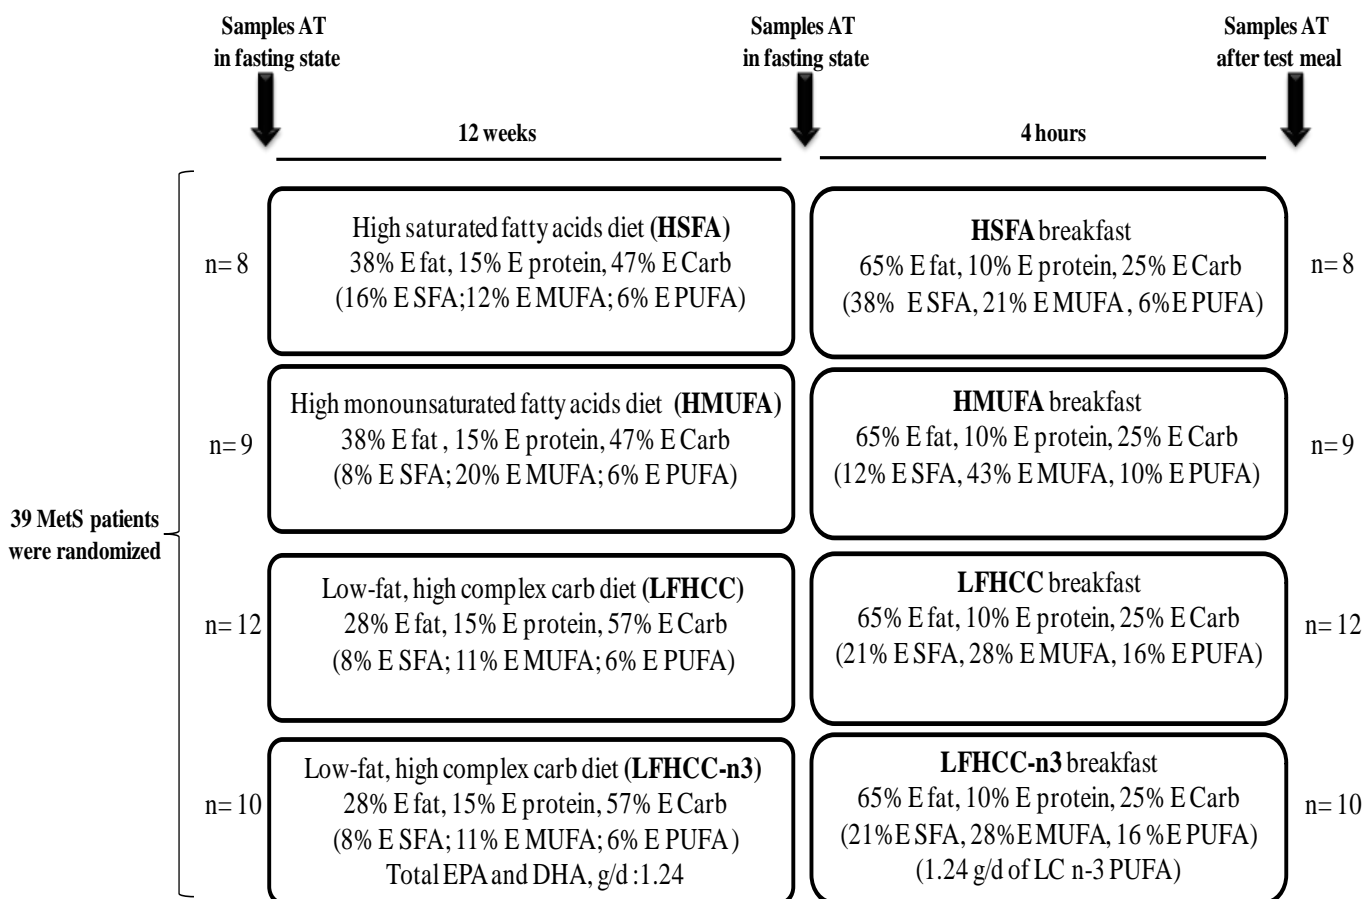 Samples AT
in fasting state
Samples AT
in fasting state
Samples AT
after test meal
12 weeks
4 hours
39 MetS patients
were randomized
n= 8
High saturated fatty acids diet (HSFA)
38% E fat, 15% E protein, 47% E Carb
(16% E SFA;12% E MUFA; 6% E PUFA)
HSFA breakfast
65% E fat, 10% E protein, 25% E Carb
(38% E SFA, 21% E MUFA , 6%E PUFA)
n= 8
n= 9
High monounsaturated fatty acids diet (HMUFA)
38% E fat , 15% E protein, 47% E Carb
(8% E SFA; 20% E MUFA; 6% E PUFA)
HMUFA breakfast
65% E fat, 10% E protein, 25% E Carb
(12% E SFA, 43% E MUFA, 10% E PUFA)
n= 9
n= 12
Low-fat, high complex carb diet (LFHCC)
28% E fat, 15% E protein, 57% E Carb
(8% E SFA; 11% E MUFA; 6% E PUFA)
LFHCC breakfast
65% E fat, 10% E protein, 25% E Carb
(21% E SFA, 28% E MUFA, 16% E PUFA)
n= 12
n= 10
Low-fat, high complex carb diet (LFHCC-n3)
28% E fat, 15% E protein, 57% E Carb
(8% E SFA; 11% E MUFA; 6% E PUFA )
Total EPA and DHA, g/d :1.24
LFHCC-n3 breakfast
65% E fat, 10% E protein, 25% E Carb
(21%E SFA, 28%E MUFA, 16 %E PUFA)
(1.24 g/d of LC n-3 PUFA)
n= 10